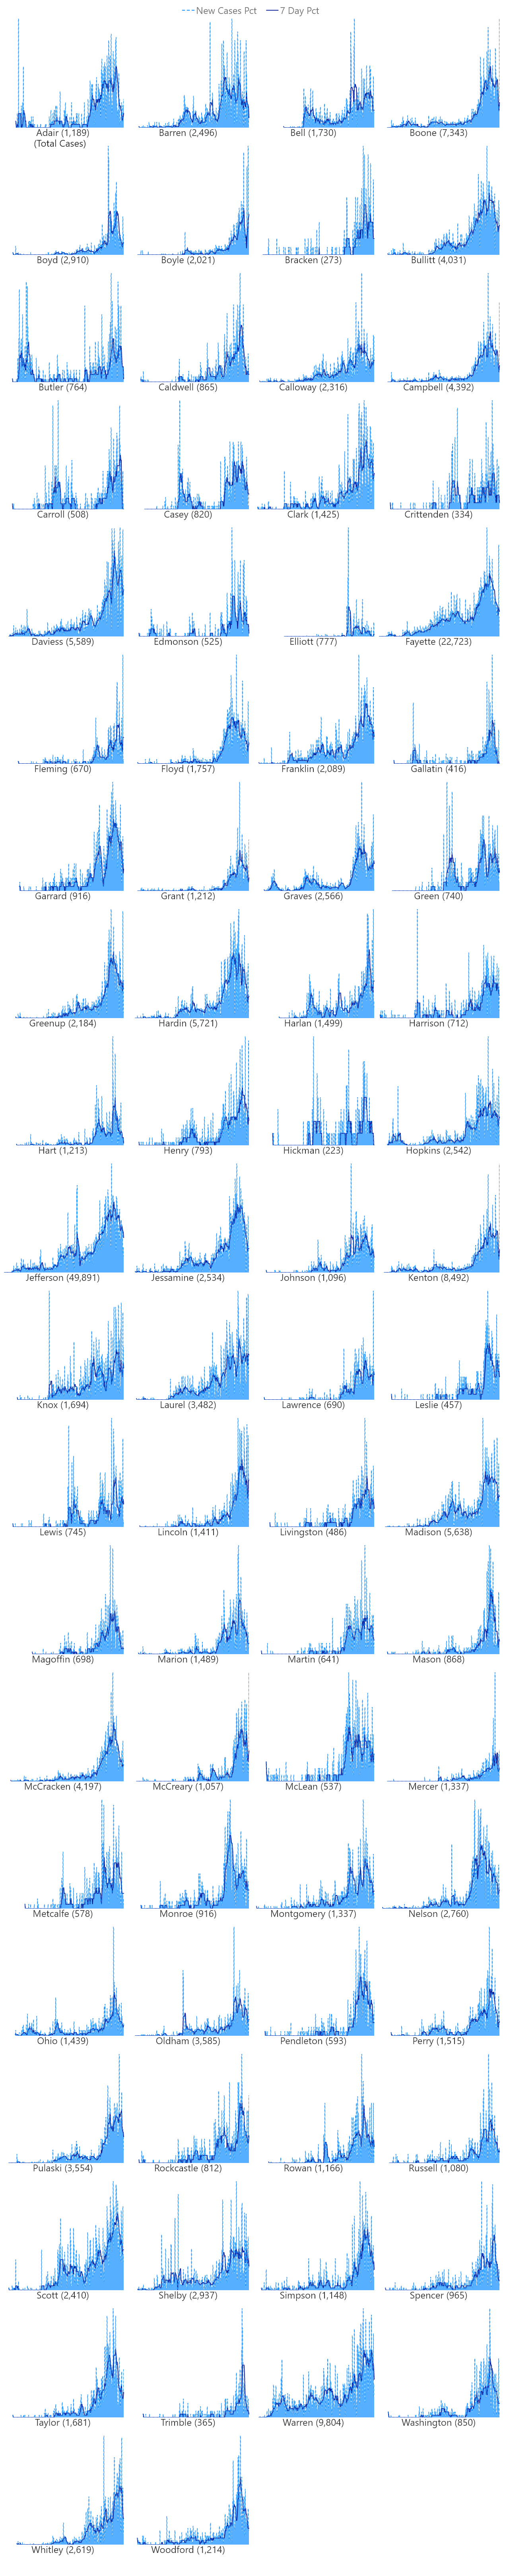 New Cases Pct 7 Day Pct
Adair (1,189) Barren (2,496) Bell (1,730) Boone (7,343)
(Total Cases)
Boyd (2,910) Boyle (2,021) Bracken (273) Bullitt (4,031)
Butler (764) Caldwell (865) Calloway (2,316) Campbell (4,392)
Carroll (508) Casey (820) Clark (1,425) Crittenden (334)
Daviess (5,589) Edmonson (525) Elliott (777) Fayette (22,723)
Fleming (670) Floyd (1,757) Franklin (2,089) Gallatin (416)
Garrard (916) Grant (1,212) Graves (2,566) Green (740)
Greenup (2,184) Hardin (5,721) Harlan (1,499) Harrison (712)
Hart (1,213) Henry (793) Hickman (223) Hopkins (2,542)
Jefferson (49,891) Jessamine (2,534) Johnson (1,096) Kenton (8,492)
Knox (1,694) Laurel (3,482) Lawrence (690) Leslie (457)
Lewis (745) Lincoln (1,411) Livingston (486) Madison (5,638)
Magoffin (698) Marion (1,489) Martin (641) Mason (868)
McCracken (4,197) McCreary (1,057) McLean (537) Mercer (1,337)
Metcalfe (578) Monroe (916) Montgomery (1,337) Nelson (2,760)
Ohio (1,439) Oldham (3,585) Pendleton (593) Perry (1,515)
Pulaski (3,554) Rockcastle (812) Rowan (1,166) Russell (1,080)
Scott (2,410) Shelby (2,937) Simpson (1,148) Spencer (965)
Taylor (1,681) Trimble (365) Warren (9,804) Washington (850)
Whitley (2,619) Woodford (1,214)